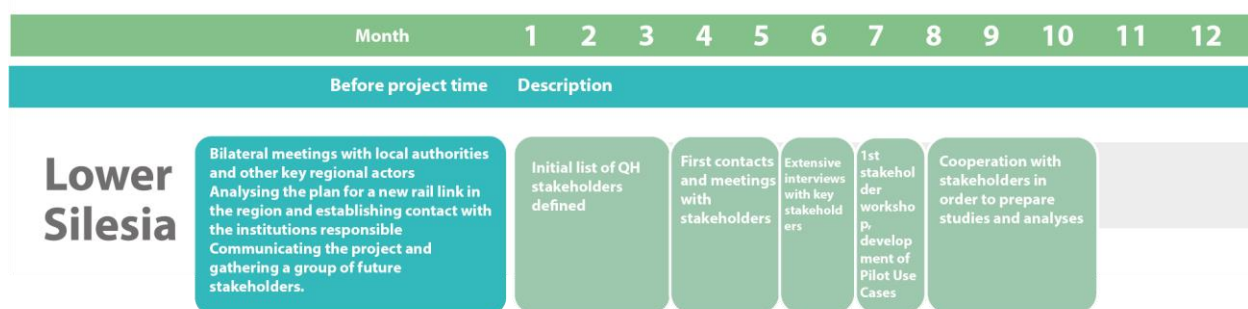 Month 1 2 3 4 5 6 7 8 9 10 11 12
Before project time Description
Lower
Silesia
Bilateral meetings with local authorities
and other key regional actors
Analysing the plan for a new rail link in
the region and establishing contact with
the institutions responsible
Communicating the project and
gathering a group of future
stakeholders.
Initial list of QH
stakeholders
defined
First contacts
and meetings
with
stakeholders
Extensive
interviews
with key
stakehold
ers
1st
stakehol
der
worksho
p,
develop
ment of
Pilot Use
Cases
Cooperation with
stakeholders in
order to prepare
studies and analyses